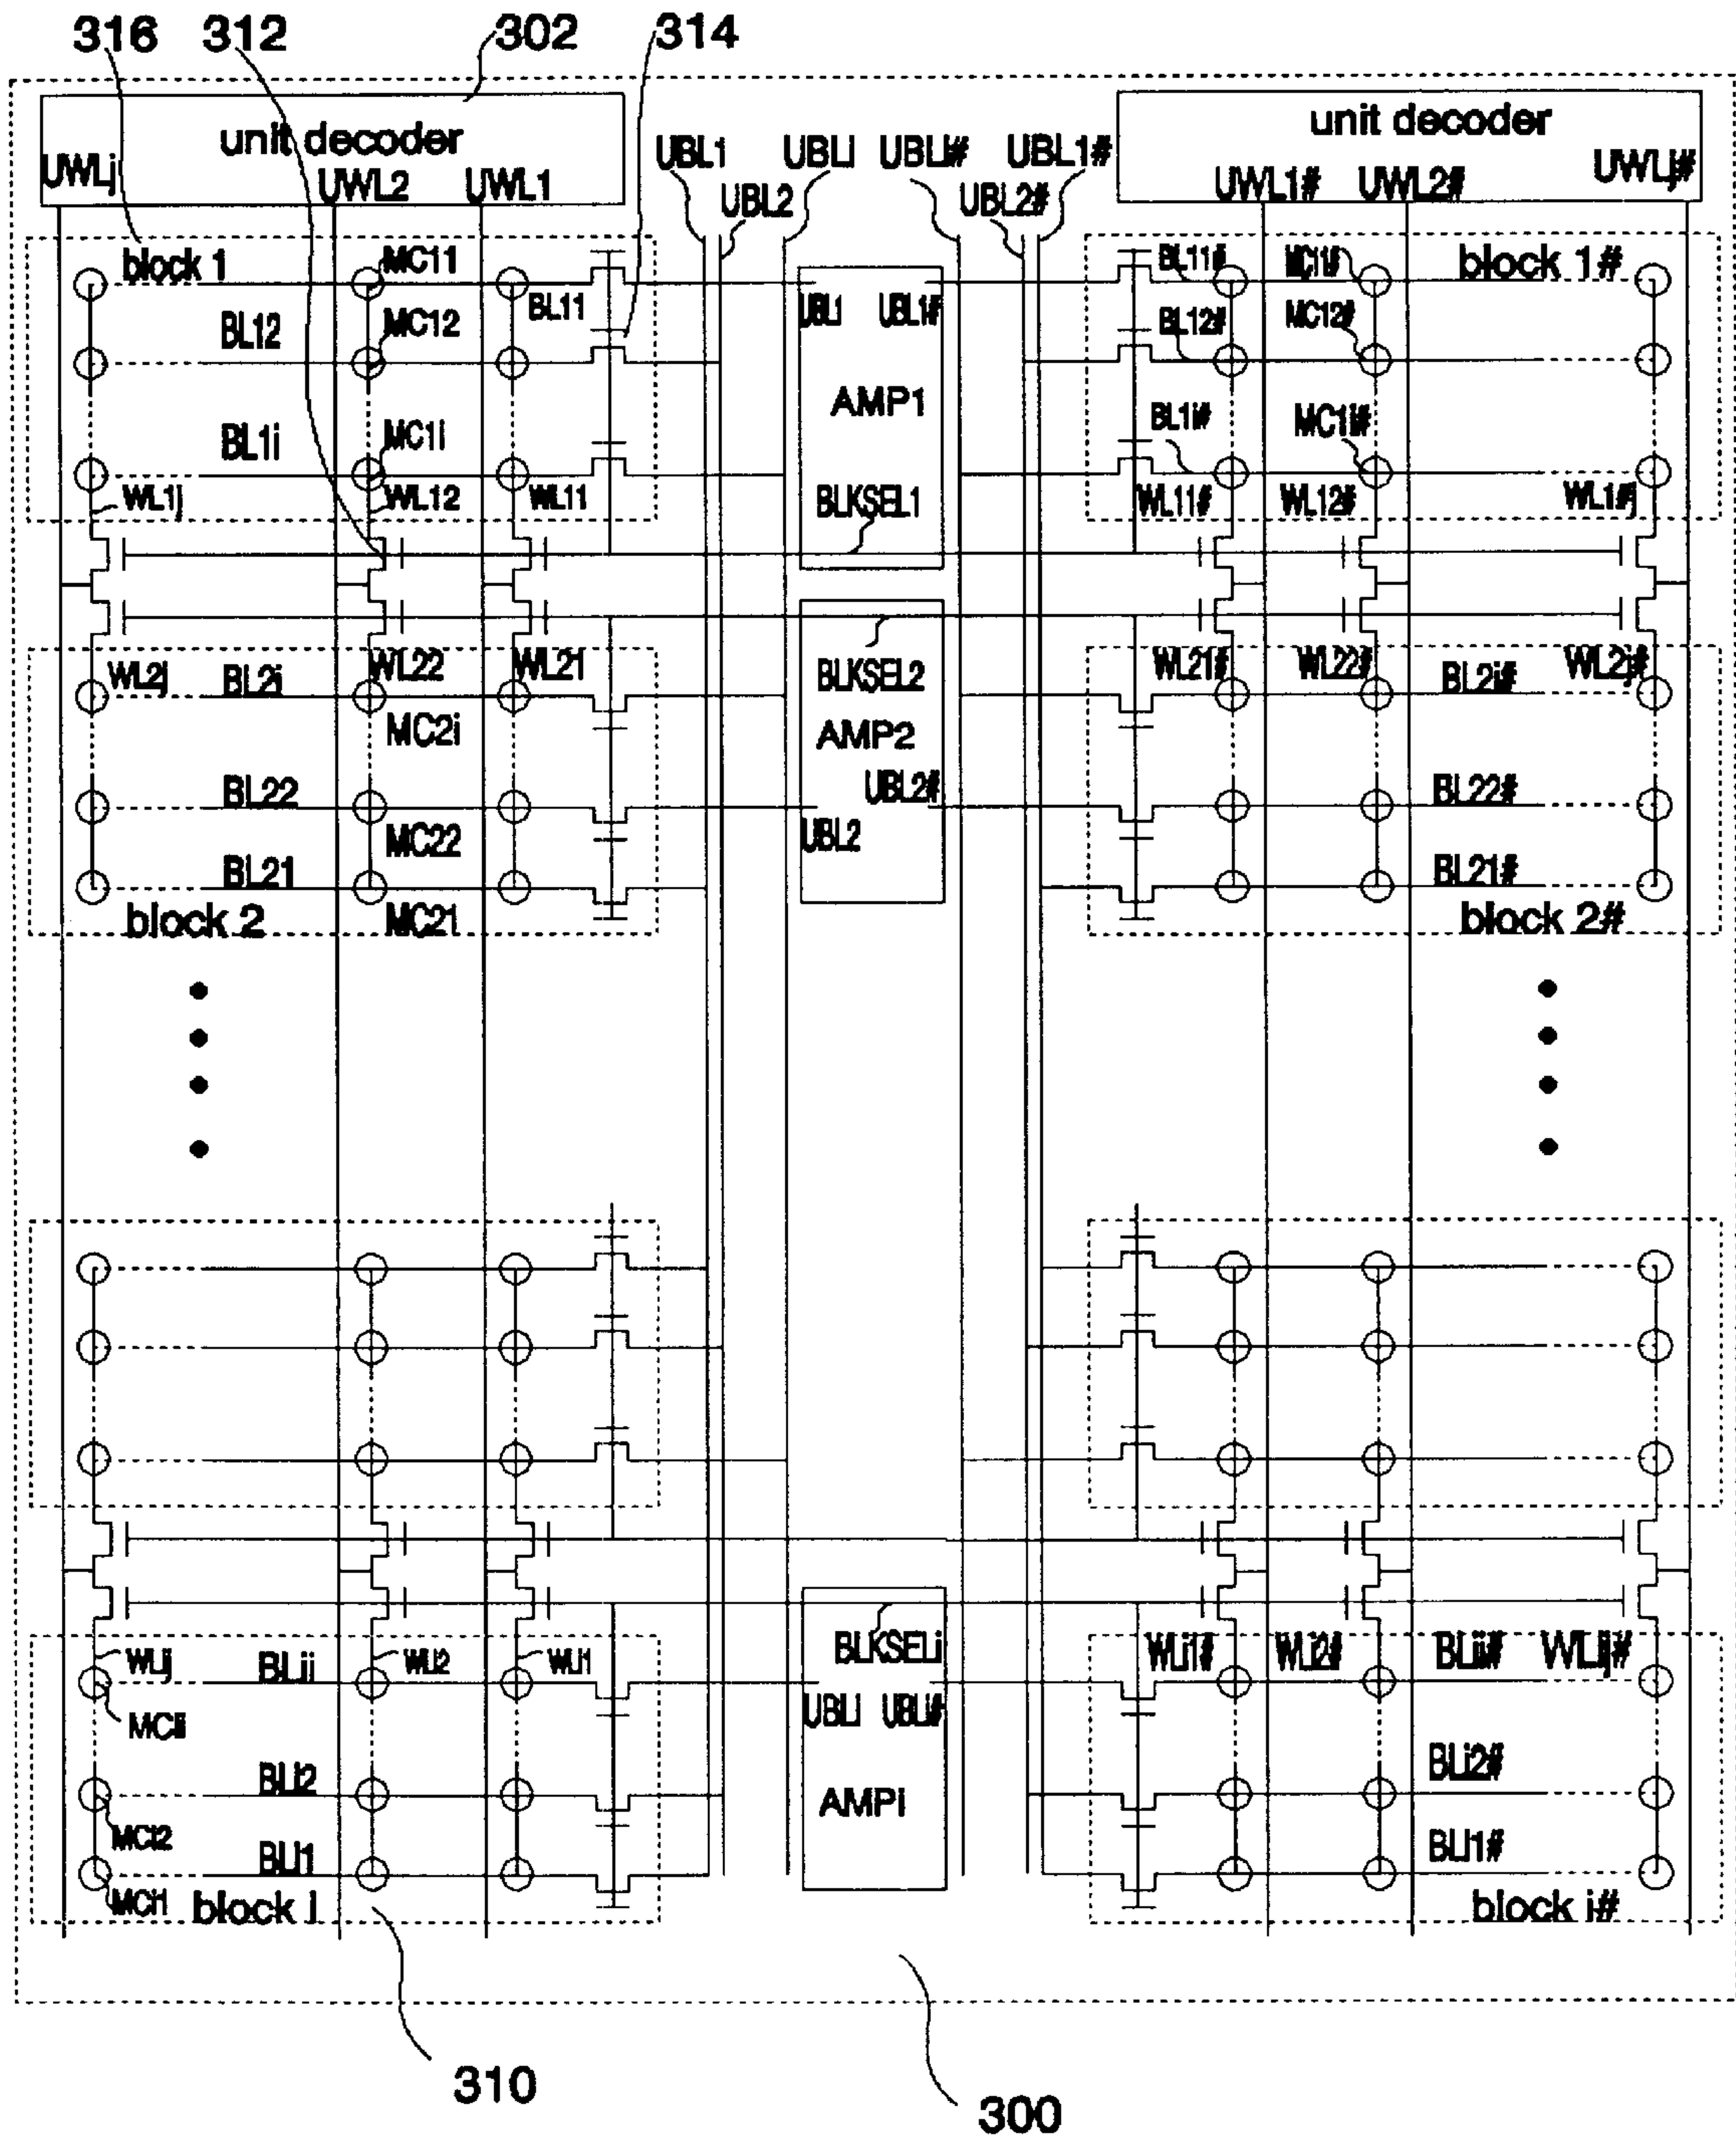 316 312 302 314
unit decoder
UWLj UWL2 UWL1
UBL1 UBLi UBLi# UBL1#
UBL2 UBL2#
unit decoder
UWL1# UWL2# UWLj#
block 1 MC11 BL11
BL12 MC12
BL1i MC1i
WL1j WL12 WL11
UBL1 UBL1#
AMP1
BLKSEL1
BL11# MC11# block 1#
BL12# MC12#
BL1i# MC1i#
WL11# WL12# WL1#j
WL2j BL2i WL22 WL21
MC2i
BL22
MC22
BL21
block 2 MC21
BLKSEL2
AMP2
UBL2#
UBL2
WL21# WL22# BL2i# WL2j#
BL22#
BL21#
block 2#
WLij BLii WLi2 WLi1
MCii
BLi2
MCi2
BLi1
MCi1 block i
BLKSELi
UBLi UBLi#
AMPi
WLi1# WLi2# BLii# WLij#
BLi2#
BLi1#
block i#
310
300